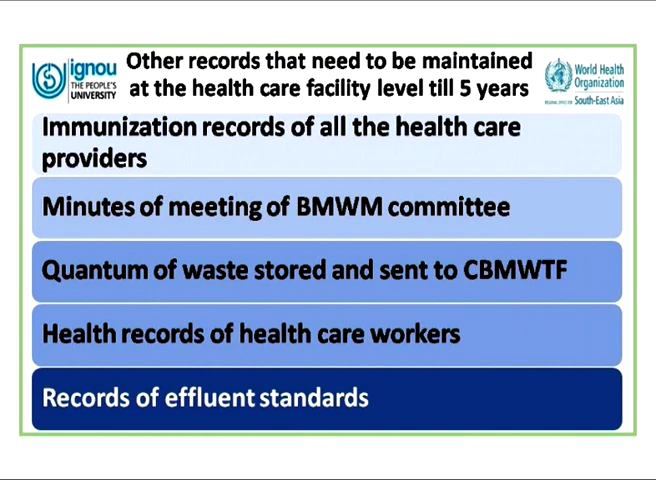 ignou
THE PEOPLE'S
UNIVERSITY
Other records that need to be maintained
at the health care facility level till 5 years
World Health
Organization
REGIONAL OFFICE FOR South-East Asia
Immunization records of all the health care
providers
Minutes of meeting of BMWM committee
Quantum of waste stored and sent to CBMWTF
Health records of health care workers
Records of effluent standards